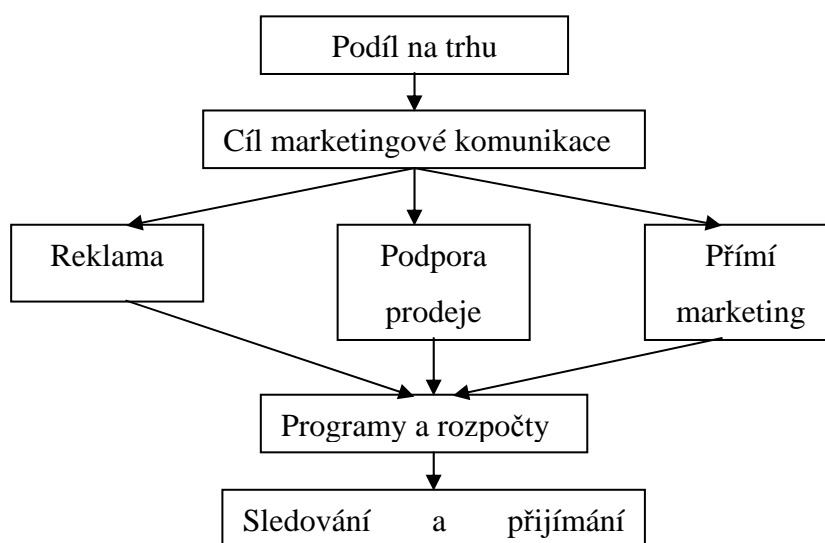 Podíl na trhu
Cíl marketingové komunikace
Reklama
Podpora
prodeje
Přímí
marketing
Programy a rozpočty
Sledování a přijímání